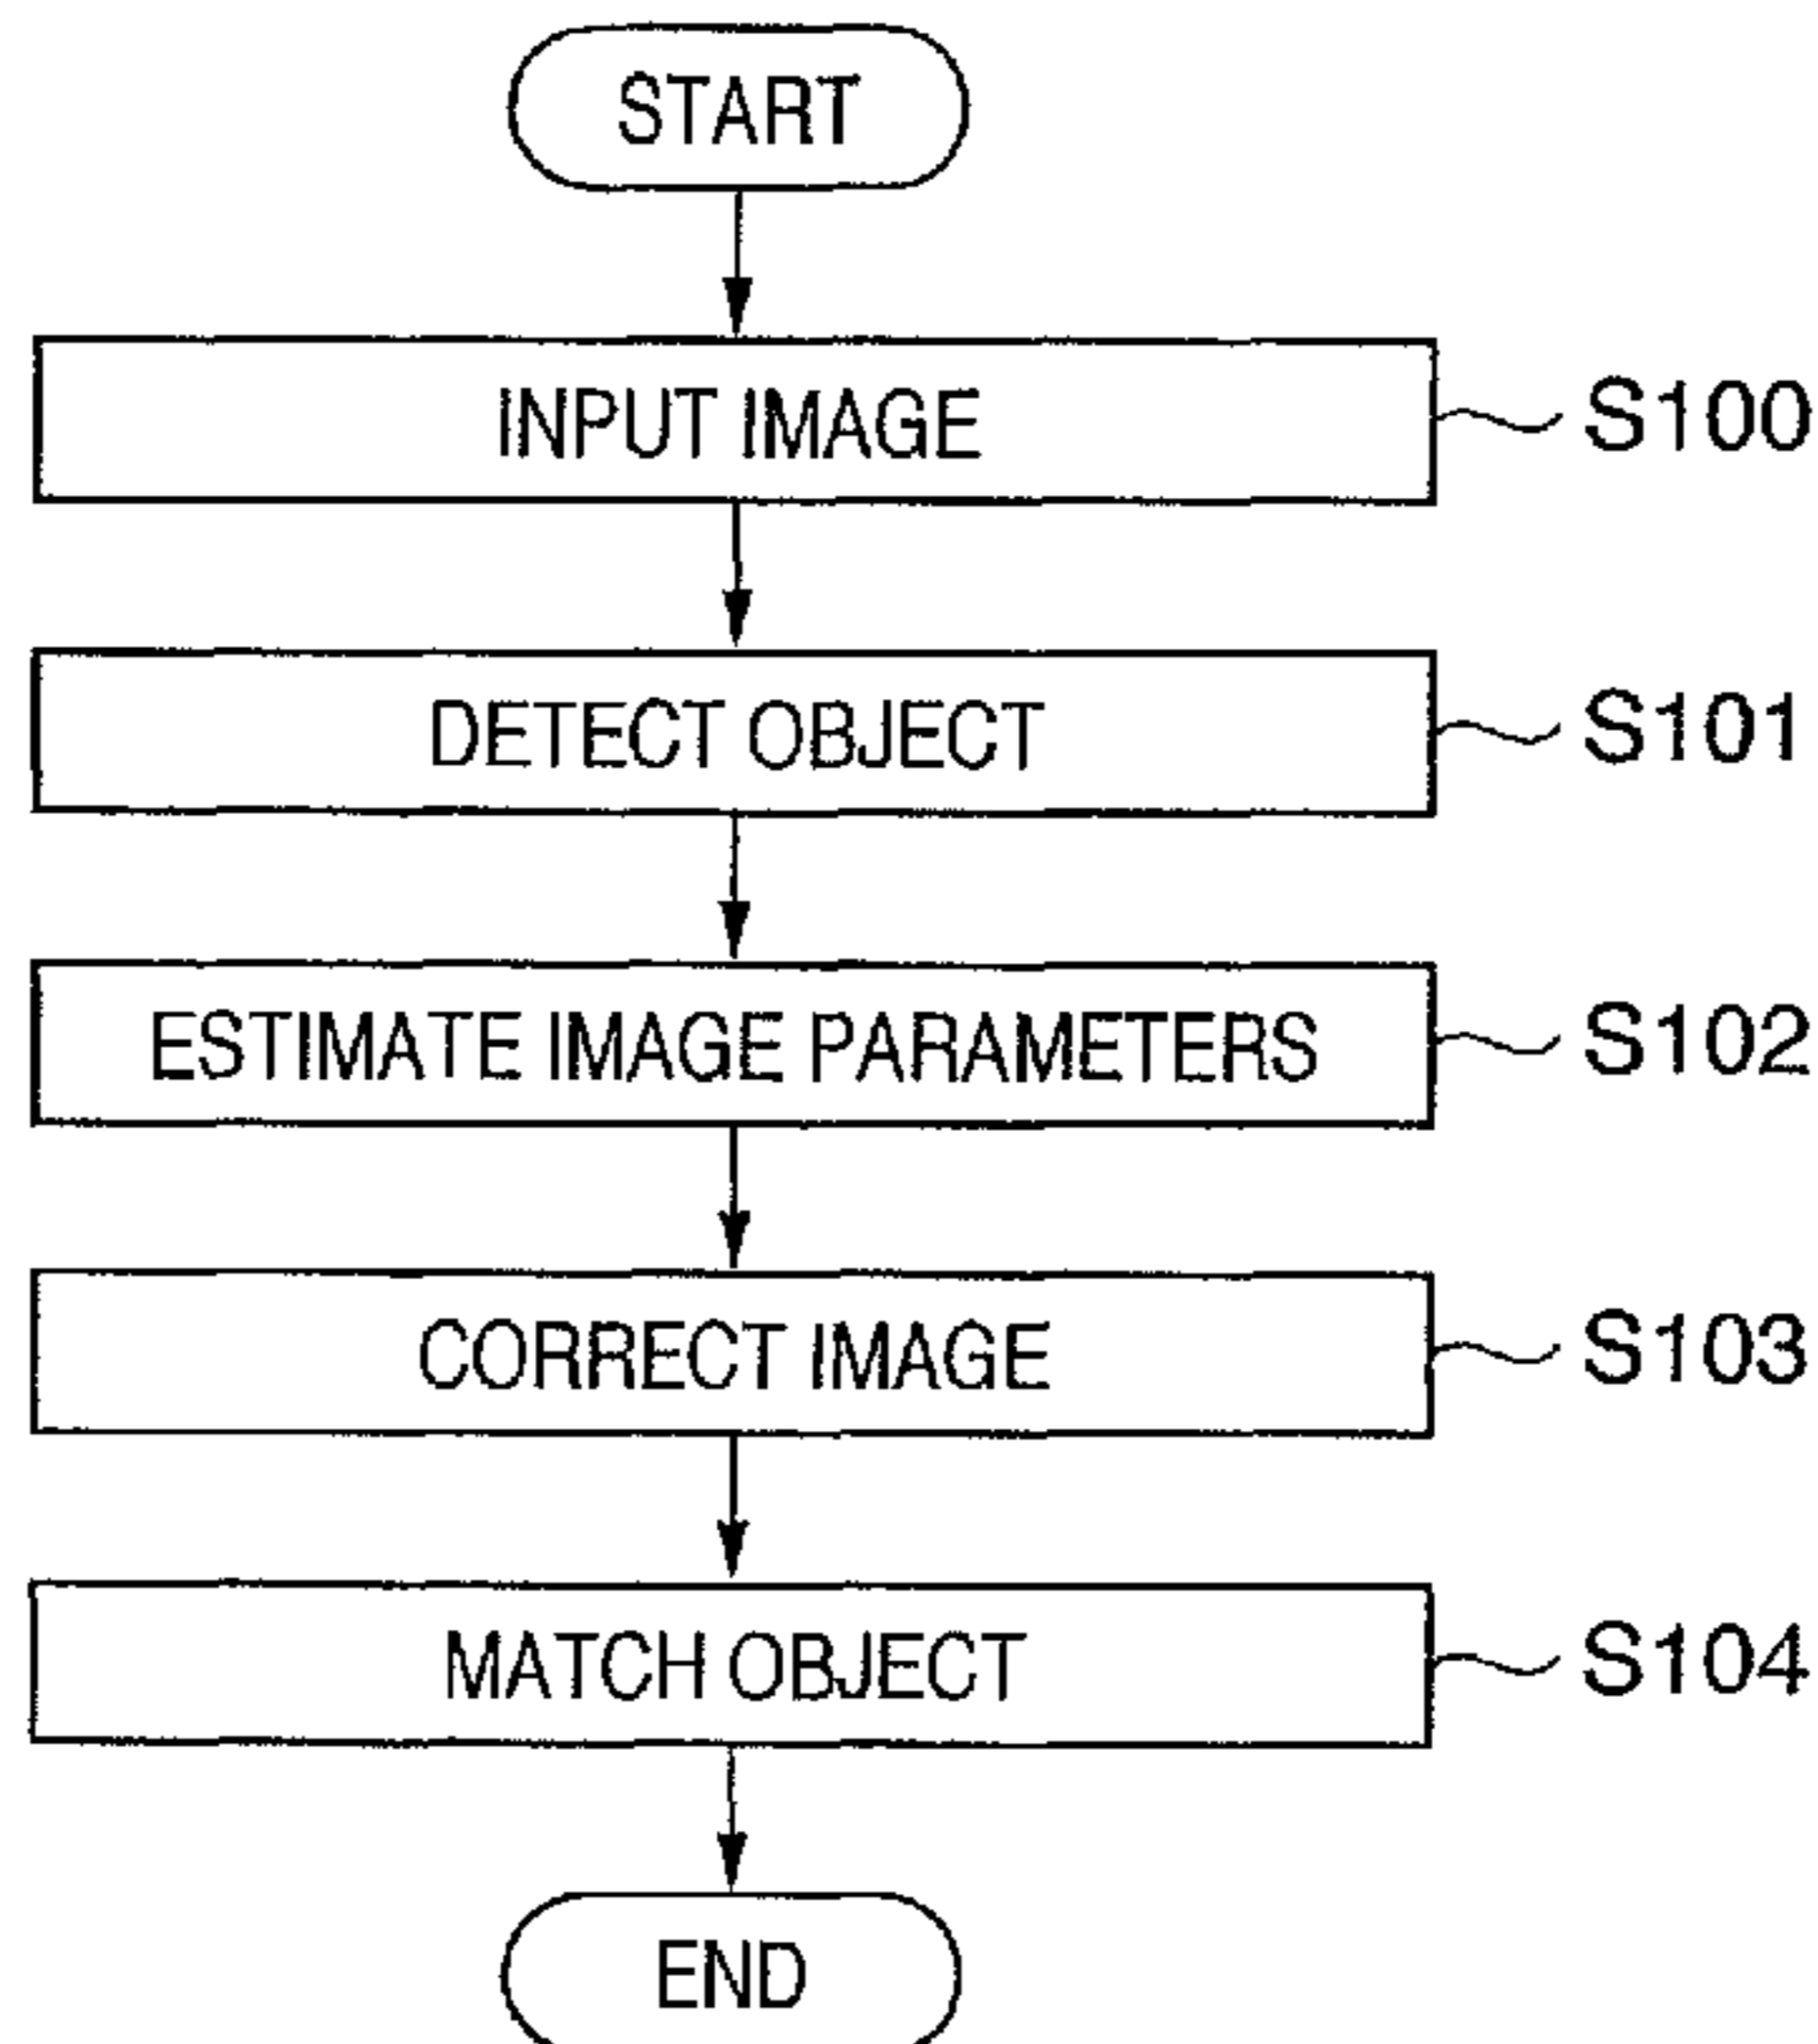 START
INPUT IMAGE S100
DETECT OBJECT S101
ESTIMATE IMAGE PARAMETERS S102
CORRECT IMAGE S103
MATCH OBJECT S104
END